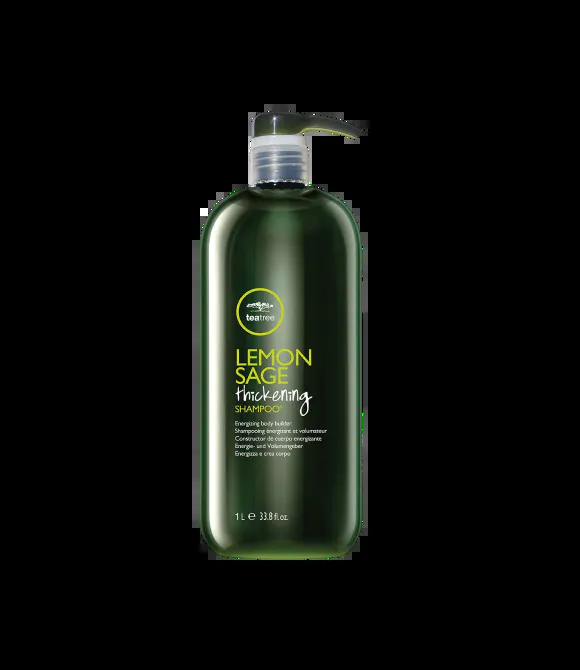 teatree
LEMON
SAGE
thickening
SHAMPOO®
Energizing body builder
Shampooing énergisant et volumateur
Constructor de cuerpo energizante
Energie- und Volumengeber
Energizza e crea corpo
1 L ℮ 33.8 fl.oz.